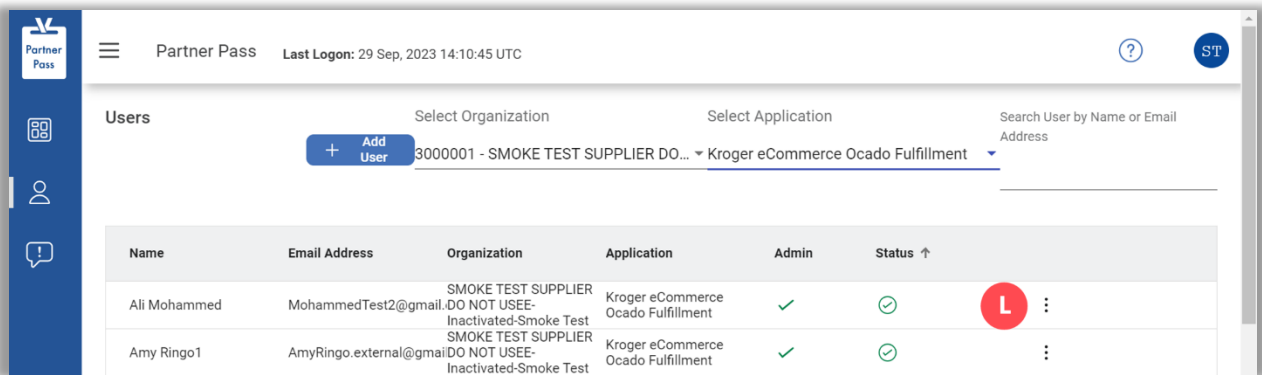 Partner
Pass
Partner Pass
Last Logon: 29 Sep, 2023 14:10:45 UTC
?
ST
Users
+ Add
User
Select Organization
3000001 - SMOKE TEST SUPPLIER DO...
Select Application
Kroger eCommerce Ocado Fulfillment
Search User by Name or Email
Address
Name Email Address Organization Application Admin Status ↑
Ali Mohammed
MohammedTest2@gmail.
SMOKE TEST SUPPLIER
DO NOT USEE-
Inactivated-Smoke Test
Kroger eCommerce
Ocado Fulfillment
L
Amy Ringo1
AmyRingo.external@gmail
SMOKE TEST SUPPLIER
DO NOT USEE-
Inactivated-Smoke Test
Kroger eCommerce
Ocado Fulfillment